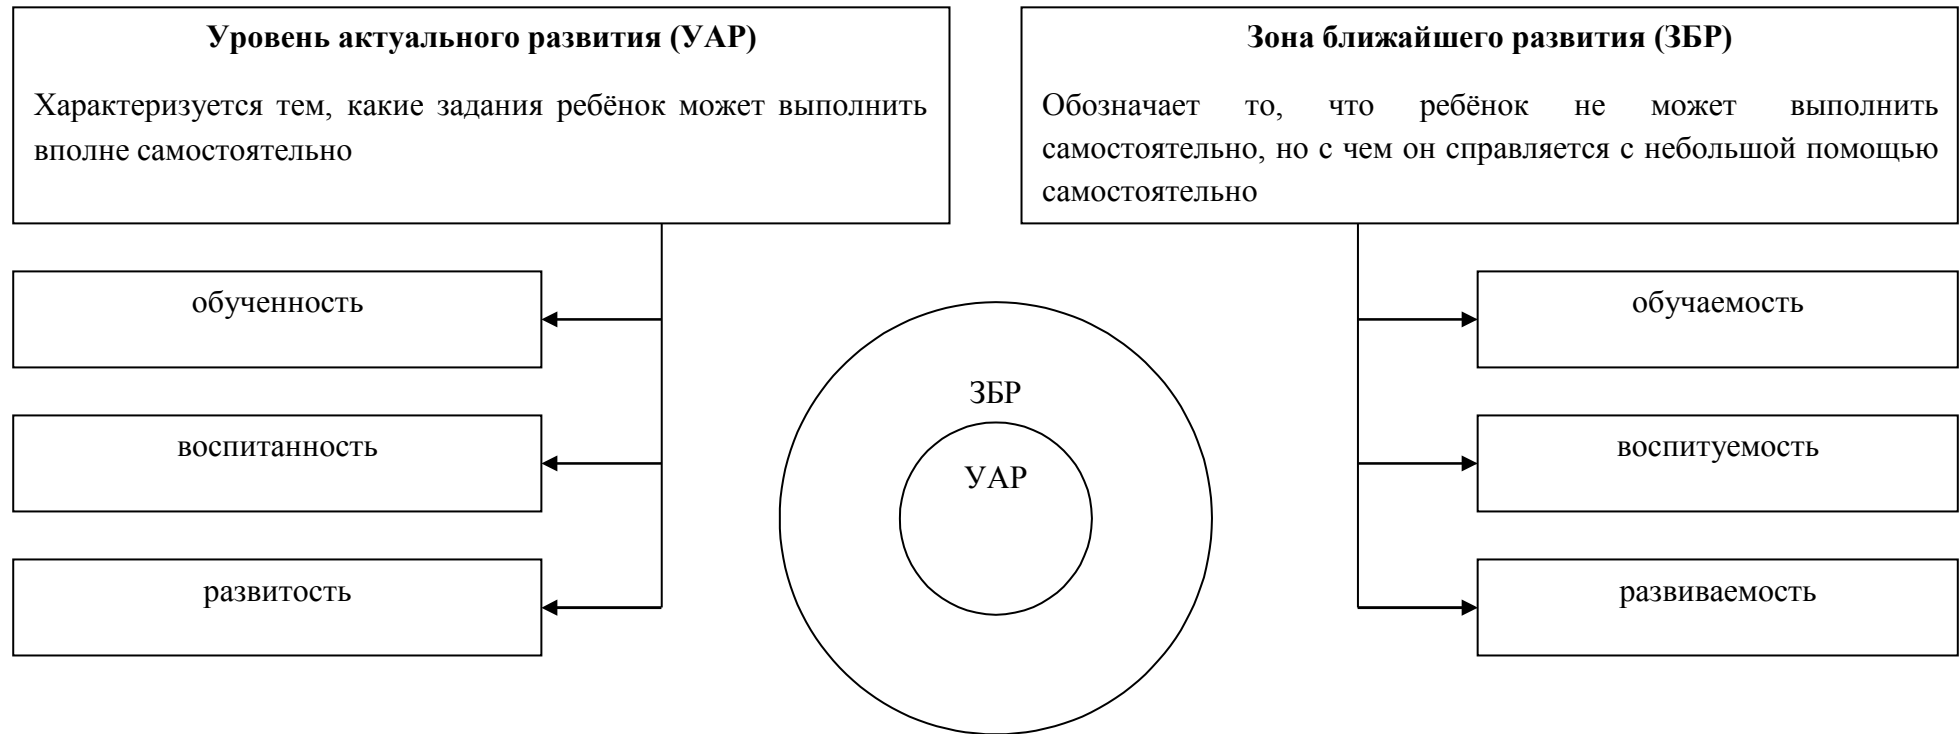 Уровень актуального развития (УАР)
Характеризуется тем, какие задания ребёнок может выполнить
вполне самостоятельно
Зона ближайшего развития (ЗБР)
Обозначает то, что ребёнок не может выполнить
самостоятельно, но с чем он справляется с небольшой помощью
самостоятельно
обученность
воспитанность
развитость
ЗБР
УАР
обучаемость
воспитуемость
развиваемость